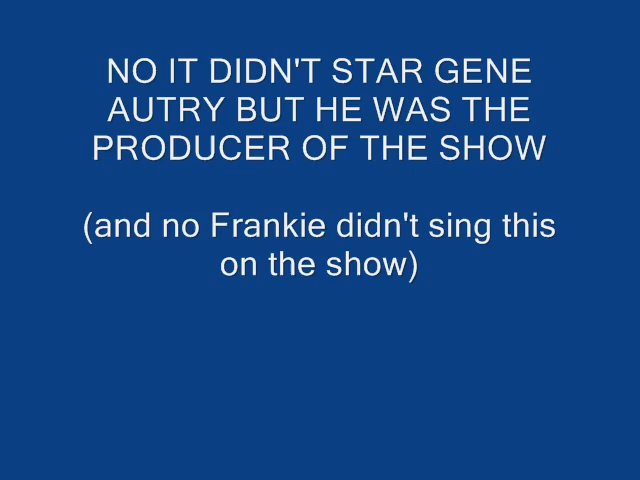 NO IT DIDN'T STAR GENE
AUTRY BUT HE WAS THE
PRODUCER OF THE SHOW
(and no Frankie didn't sing this
on the show)